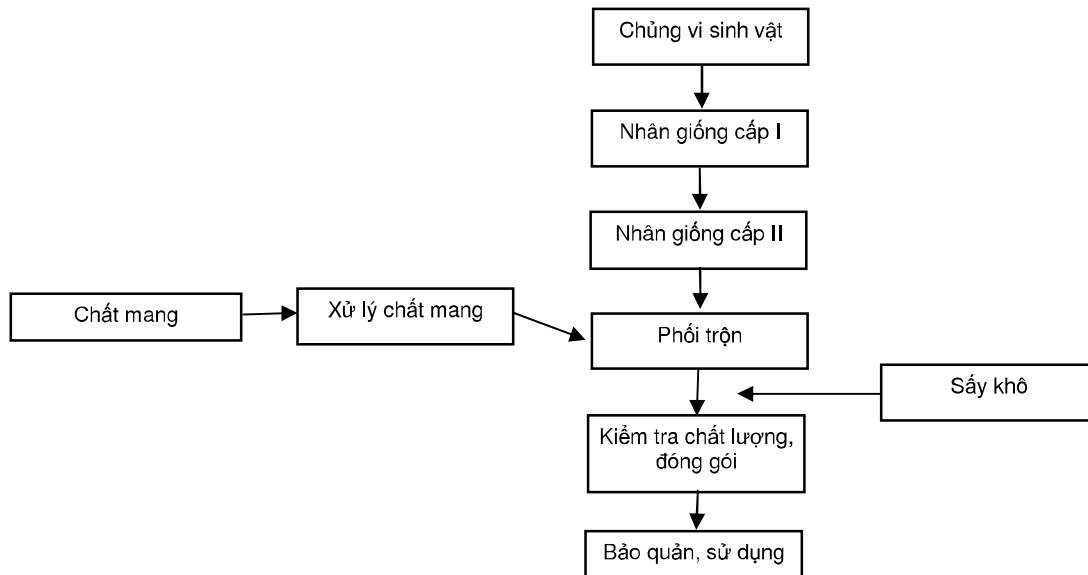 Chủng vi sinh vật
Nhân giống cấp I
Nhân giống cấp II
Chất mang
Xử lý chất mang
Phối trộn
Sấy khô
Kiểm tra chất lượng,
đóng gói
Bảo quản, sử dụng